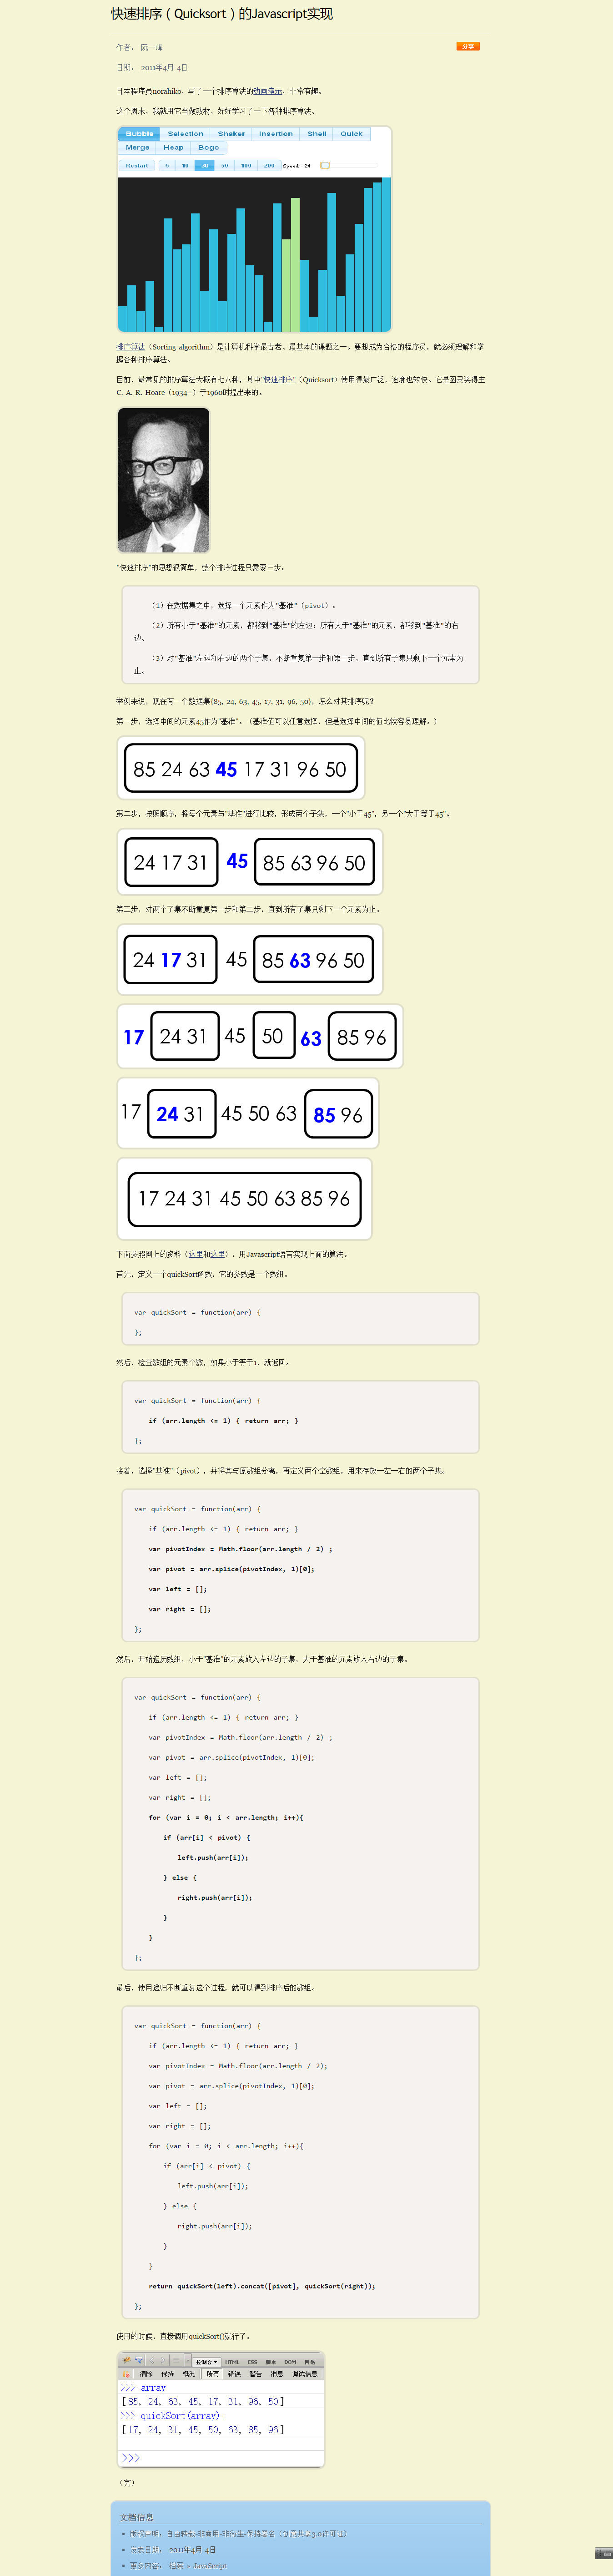 快速排序（Quicksort）的Javascript实现
作者： 阮一峰
分享
日期： 2011年4月 4日
日本程序员norahiko，写了一个排序算法的动画演示，非常有趣。
这个周末，我就用它当做教材，好好学习了一下各种排序算法。
Bubble Selection Shaker Insertion Shell Quick
Merge Heap Bogo
Restart 5 10 30 50 100 200 Speed: 24
排序算法（Sorting algorithm）是计算机科学最古老、最基本的课题之一。要想成为合格的程序员，就必须理解和掌
握各种排序算法。
目前，最常见的排序算法大概有七八种，其中"快速排序"（Quicksort）使用得最广泛，速度也较快。它是图灵奖得主
C. A. R. Hoare（1934--）于1960时提出来的。
"快速排序"的思想很简单，整个排序过程只需要三步：
（1）在数据集之中，选择一个元素作为"基准"（pivot）。
（2）所有小于"基准"的元素，都移到"基准"的左边；所有大于"基准"的元素，都移到"基准"的右
边。
（3）对"基准"左边和右边的两个子集，不断重复第一步和第二步，直到所有子集只剩下一个元素为
止。
举例来说，现在有一个数据集{85, 24, 63, 45, 17, 31, 96, 50}，怎么对其排序呢？
第一步，选择中间的元素45作为"基准"。（基准值可以任意选择，但是选择中间的值比较容易理解。）
85 24 63 45 17 31 96 50
第二步，按照顺序，将每个元素与"基准"进行比较，形成两个子集，一个"小于45"，另一个"大于等于45"。
24 17 31 45 85 63 96 50
第三步，对两个子集不断重复第一步和第二步，直到所有子集只剩下一个元素为止。
24 17 31 45 85 63 96 50
17 24 31 45 50 63 85 96
17 24 31 45 50 63 85 96
17 24 31 45 50 63 85 96
下面参照网上的资料（这里和这里），用Javascript语言实现上面的算法。
首先，定义一个quickSort函数，它的参数是一个数组。
var quickSort = function(arr) {
};
然后，检查数组的元素个数，如果小于等于1，就返回。
var quickSort = function(arr) {
if (arr.length <= 1) { return arr; }
};
接着，选择"基准"（pivot），并将其与原数组分离，再定义两个空数组，用来存放一左一右的两个子集。
var quickSort = function(arr) {
if (arr.length <= 1) { return arr; }
var pivotIndex = Math.floor(arr.length / 2) ;
var pivot = arr.splice(pivotIndex, 1)[0];
var left = [];
var right = [];
};
然后，开始遍历数组，小于"基准"的元素放入左边的子集，大于基准的元素放入右边的子集。
var quickSort = function(arr) {
if (arr.length <= 1) { return arr; }
var pivotIndex = Math.floor(arr.length / 2) ;
var pivot = arr.splice(pivotIndex, 1)[0];
var left = [];
var right = [];
for (var i = 0; i < arr.length; i++){
if (arr[i] < pivot) {
left.push(arr[i]);
} else {
right.push(arr[i]);
}
}
};
最后，使用递归不断重复这个过程，就可以得到排序后的数组。
var quickSort = function(arr) {
if (arr.length <= 1) { return arr; }
var pivotIndex = Math.floor(arr.length / 2);
var pivot = arr.splice(pivotIndex, 1)[0];
var left = [];
var right = [];
for (var i = 0; i < arr.length; i++){
if (arr[i] < pivot) {
left.push(arr[i]);
} else {
right.push(arr[i]);
}
}
return quickSort(left).concat([pivot], quickSort(right));
};
使用的时候，直接调用quickSort()就行了。
控制台 HTML CSS 脚本 DOM 网络
清除 保持 概况 所有 错误 警告 消息 调试信息
>>> array
[85, 24, 63, 45, 17, 31, 96, 50]
>>> quickSort(array);
[17, 24, 31, 45, 50, 63, 85, 96]
>>>
（完）
文档信息
版权声明：自由转载-非商用-非衍生-保持署名（创意共享3.0许可证）
发表日期： 2011年4月 4日
更多内容： 档案 » JavaScript